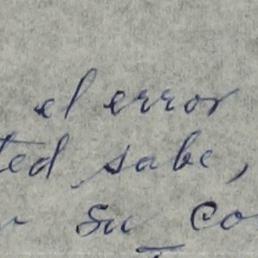 el error
ted sabe,
su co